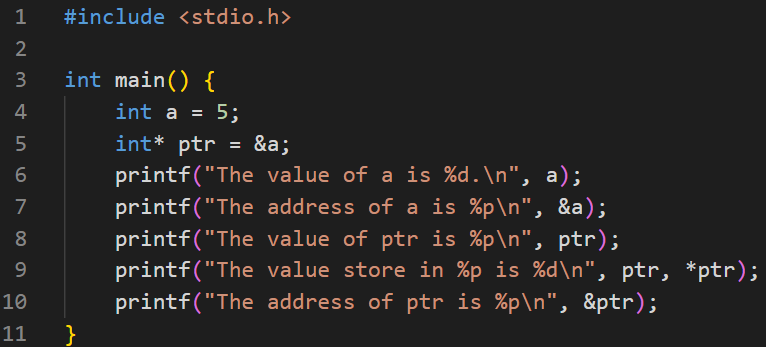 1 #include <stdio.h>
2
3 int main() {
4     int a = 5;
5     int* ptr = &a;
6     printf("The value of a is %d.\n", a);
7     printf("The address of a is %p\n", &a);
8     printf("The value of ptr is %p\n", ptr);
9     printf("The value store in %p is %d\n", ptr, *ptr);
10     printf("The address of ptr is %p\n", &ptr);
11 }